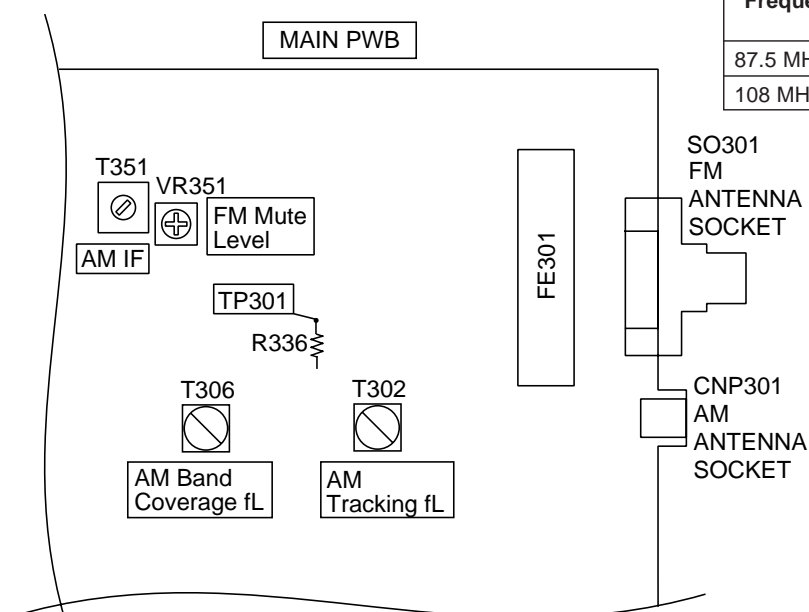 Freque
87.5 MH
108 MH
MAIN PWB
SO301
FM
ANTENNA
SOCKET
T351
VR351
FM Mute
Level
AM IF
FE301
TP301
R336
T306
T302
CNP301
AM
ANTENNA
SOCKET
AM Band
Coverage fL
AM
Tracking fL